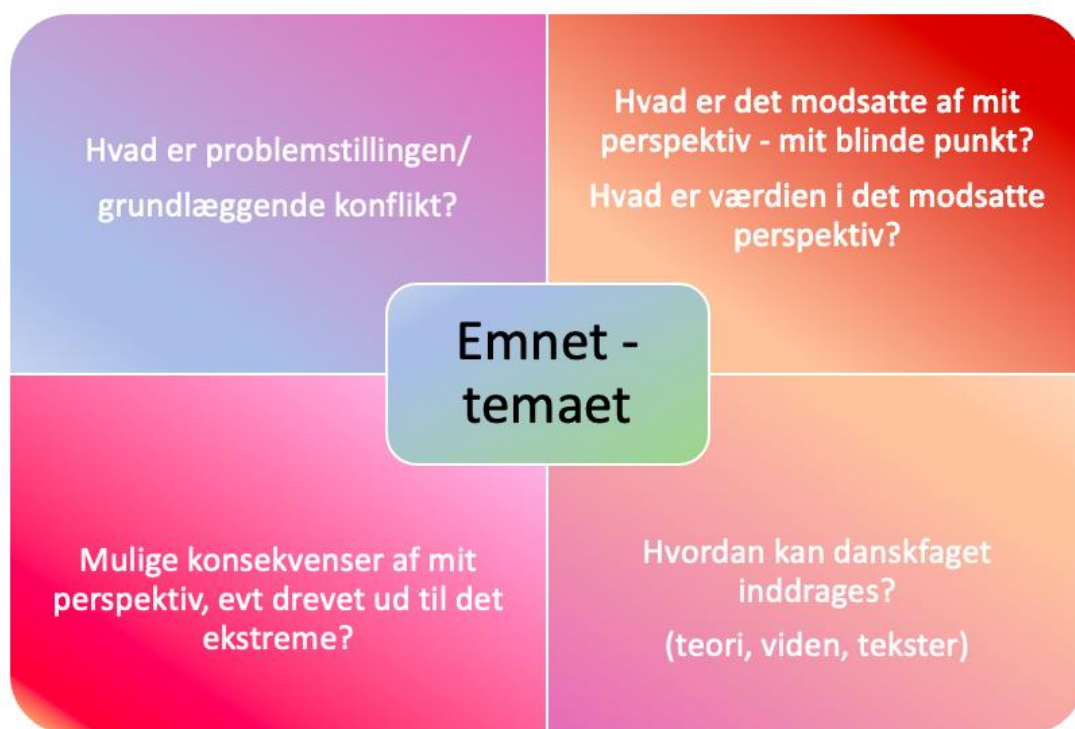 Hvad er problemstillingen/
grundlæggende konflikt?
Hvad er det modsatte af mit
perspektiv - mit blinde punkt?
Hvad er værdien i det modsatte
perspektiv?
Emnet -
temaet
Mulige konsekvenser af mit
perspektiv, evt drevet ud til det
ekstreme?
Hvordan kan danskfaget
inddrages?
(teori, viden, tekster)